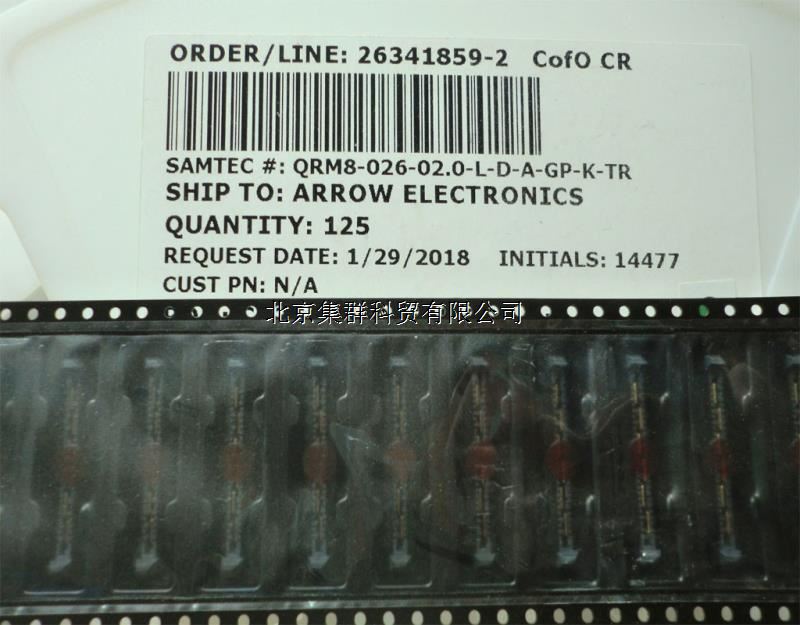 ORDER/LINE: 26341859-2 CofO CR
SAMTEC #: QRM8-026-02.0-L-D-A-GP-K-TR
SHIP TO: ARROW ELECTRONICS
QUANTITY: 125
REQUEST DATE: 1/29/2018 INITIALS: 14477
CUST PN: N/A
北京集群科贸有限公司